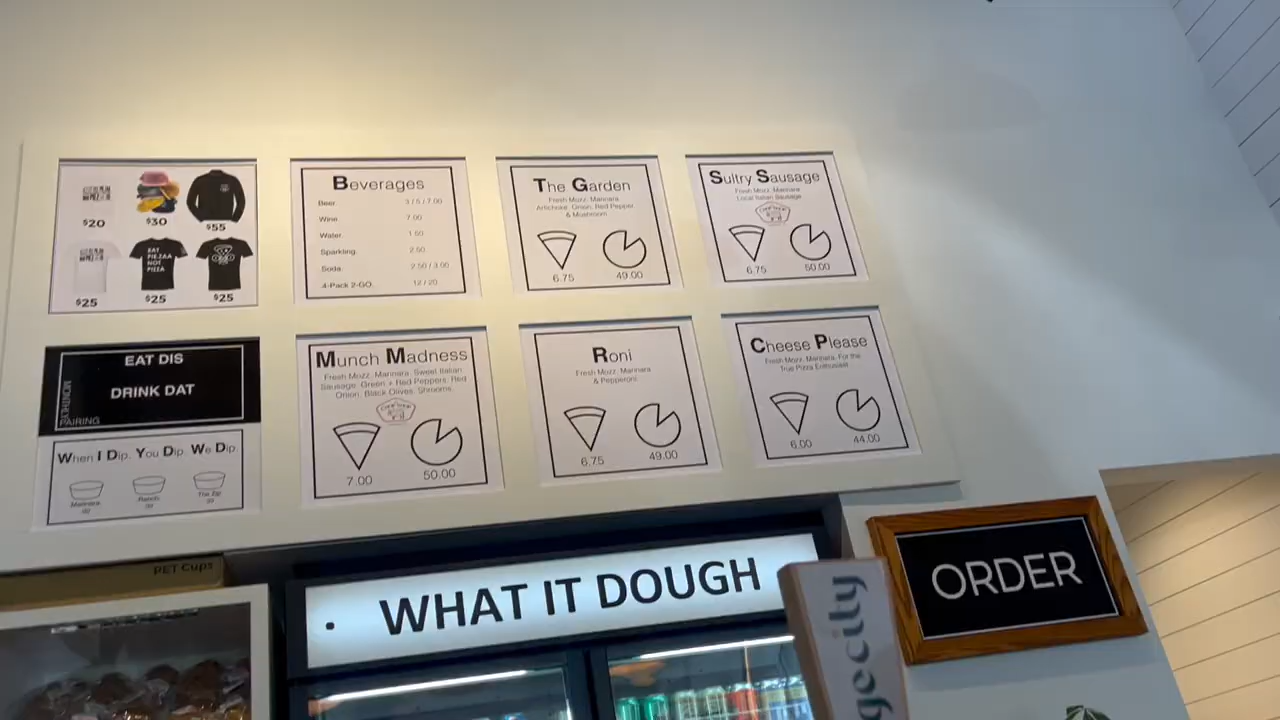 $20
$30
$55
EAT
PIEZAA
NOT
PIZZA
$25
$25
$25
Beverages
Beer. 3 / 5 / 7.00
Wine. 7.00
Water. 1.50
Sparkling. 2.50
Soda. 2.50 / 3.00
4-Pack 2-GO. 12 / 20
The Garden
Fresh Mozz, Marinara,
Artichoke, Onion, Red Pepper
& Mushroom
6.75
49.00
Sultry Sausage
Fresh Mozz, Marinara
Local Italian Sausage
6.75
50.00
EAT DIS
DRINK DAT
MONTHLY
PAIRING
When I Dip, You Dip, We Dip
Marinara
Ranch
The Zip
Munch Madness
Fresh Mozz, Marinara, Sweet Italian
Sausage, Green + Red Peppers, Red
Onion, Black Olives, Shrooms.
7.00
50.00
Roni
Fresh Mozz, Marinara
& Pepperoni
6.75
49.00
Cheese Please
Fresh Mozz, Marinara, For the
True Pizza Enthusiast
6.00
44.00
PET Cups
• WHAT IT DOUGH
ORDER